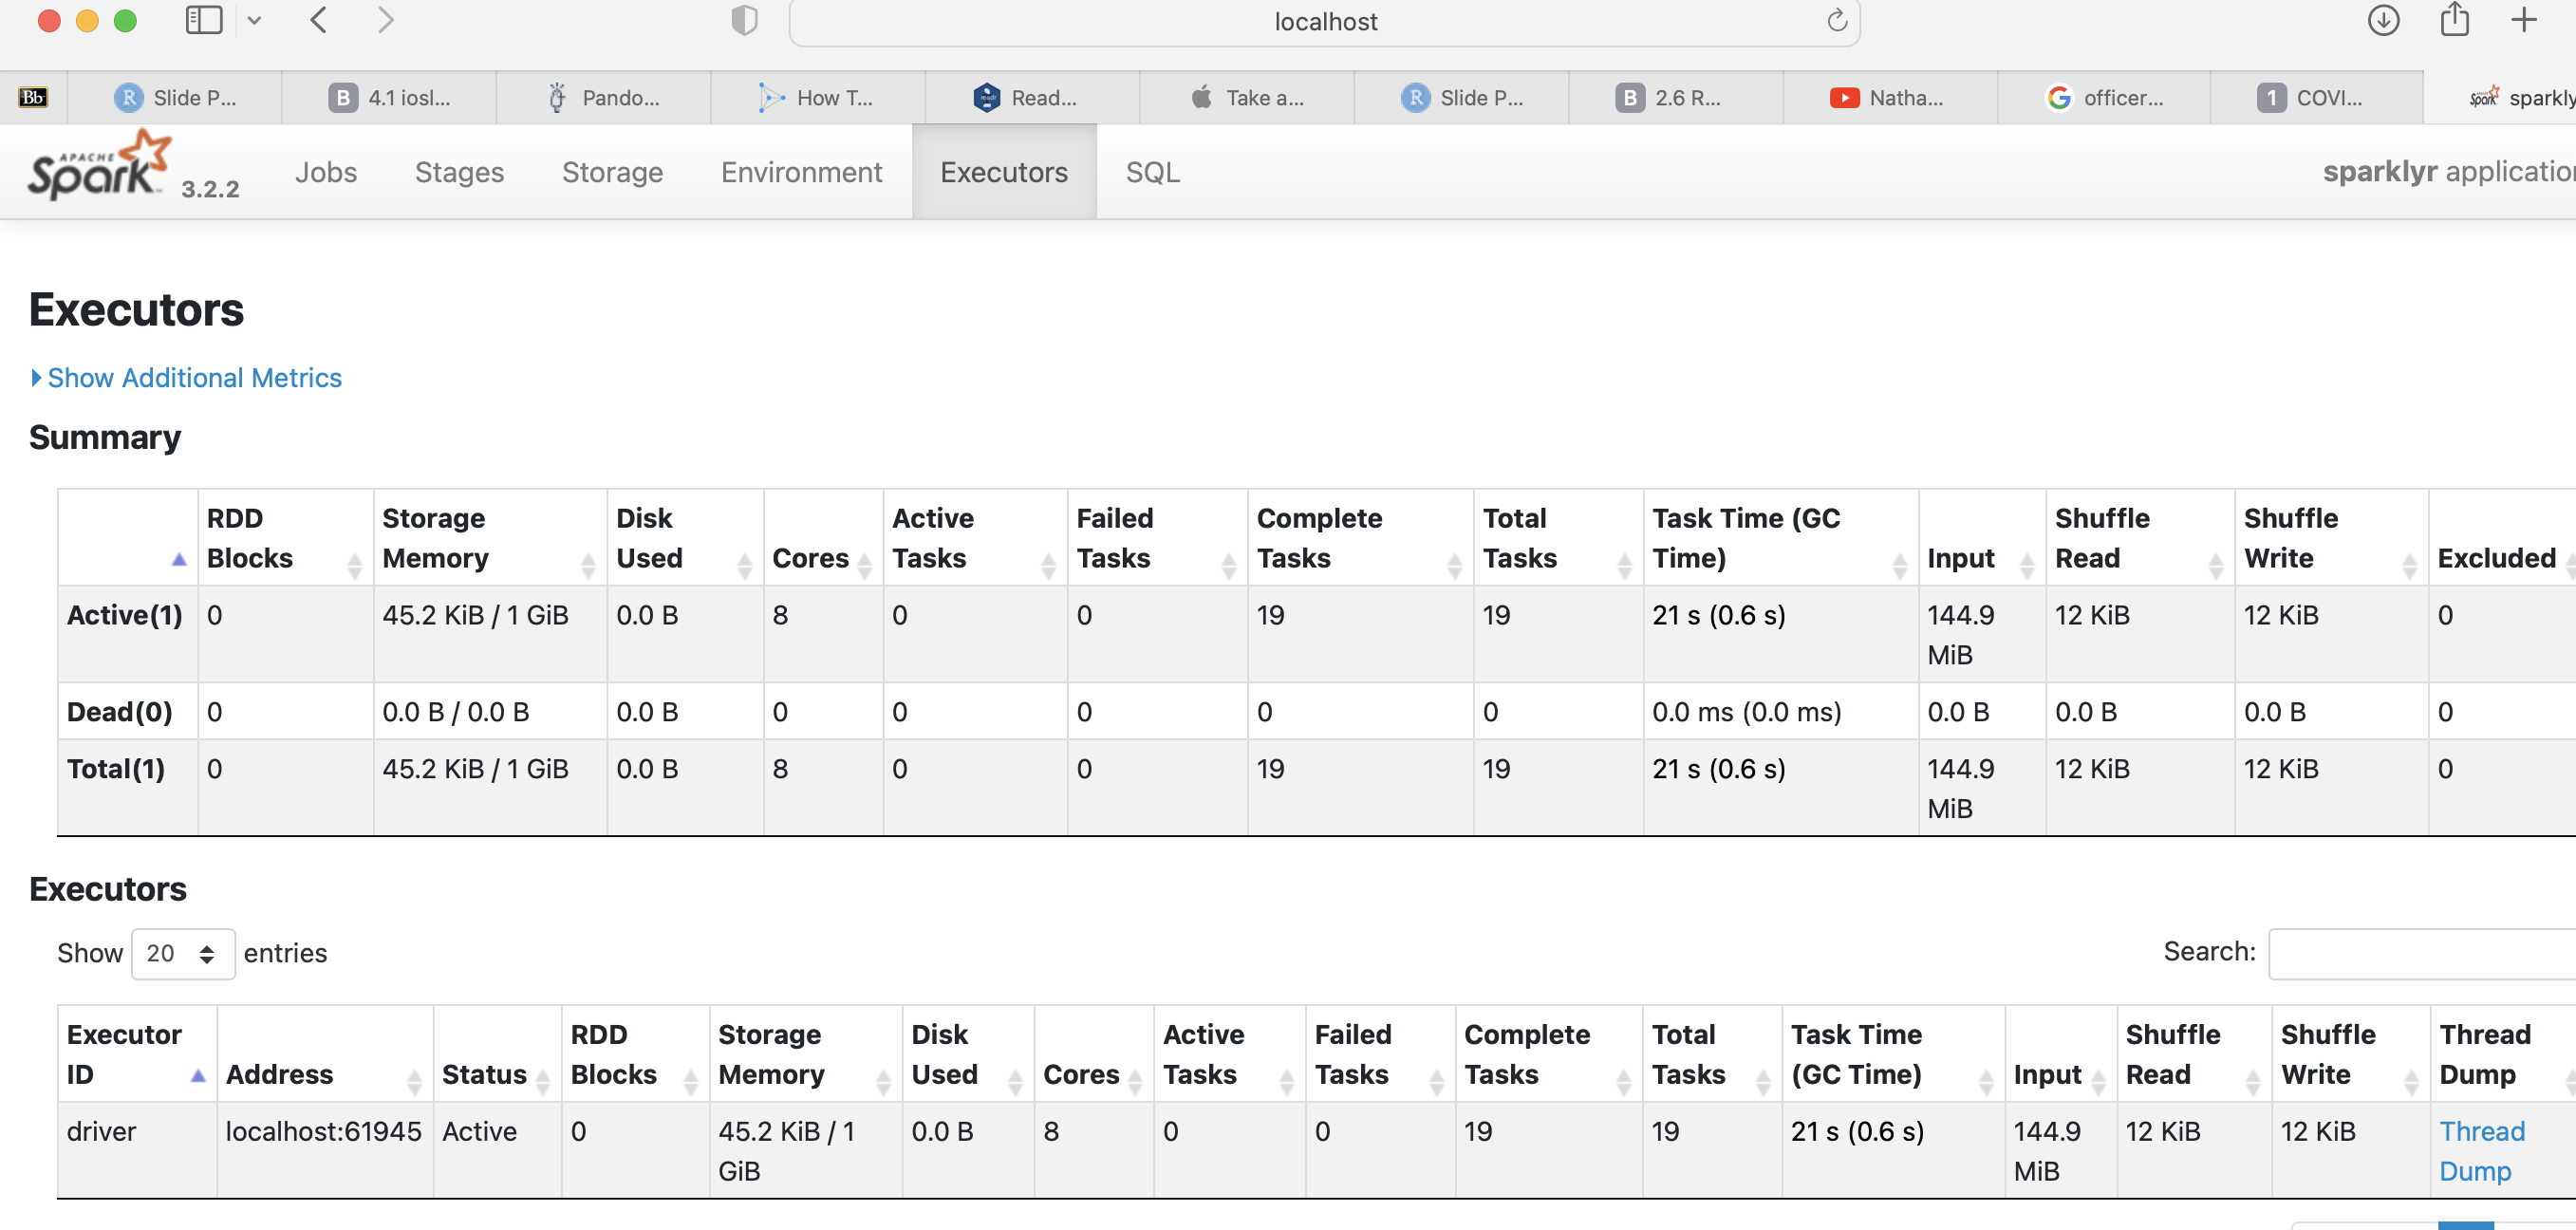 localhost
Bb
R Slide P...
B 4.1 iosl...
Pando...
How T...
Read...
Take a...
R Slide P...
B 2.6 R...
Natha...
G officer...
1 COVI...
Spark sparkly
APACHE Spark 3.2.2 Jobs Stages Storage Environment Executors SQL sparklyr application
Executors
Show Additional Metrics
Summary
RDD Blocks Storage Memory Disk Used Cores Active Tasks Failed Tasks Complete Tasks Total Tasks Task Time (GC Time) Input Shuffle Read Shuffle Write Excluded
Active(1) 0 45.2 KiB / 1 GiB 0.0 B 8 0 0 19 19 21 s (0.6 s) 144.9 MiB 12 KiB 12 KiB 0
Dead(0) 0 0.0 B / 0.0 B 0.0 B 0 0 0 0 0 0.0 ms (0.0 ms) 0.0 B 0.0 B 0.0 B 0
Total(1) 0 45.2 KiB / 1 GiB 0.0 B 8 0 0 19 19 21 s (0.6 s) 144.9 MiB 12 KiB 12 KiB 0
Executors
Show 20 entries Search:
Executor ID Address Status RDD Blocks Storage Memory Disk Used Cores Active Tasks Failed Tasks Complete Tasks Total Tasks Task Time (GC Time) Input Shuffle Read Shuffle Write Thread Dump
driver localhost:61945 Active 0 45.2 KiB / 1 GiB 0.0 B 8 0 0 19 19 21 s (0.6 s) 144.9 MiB 12 KiB 12 KiB Thread Dump